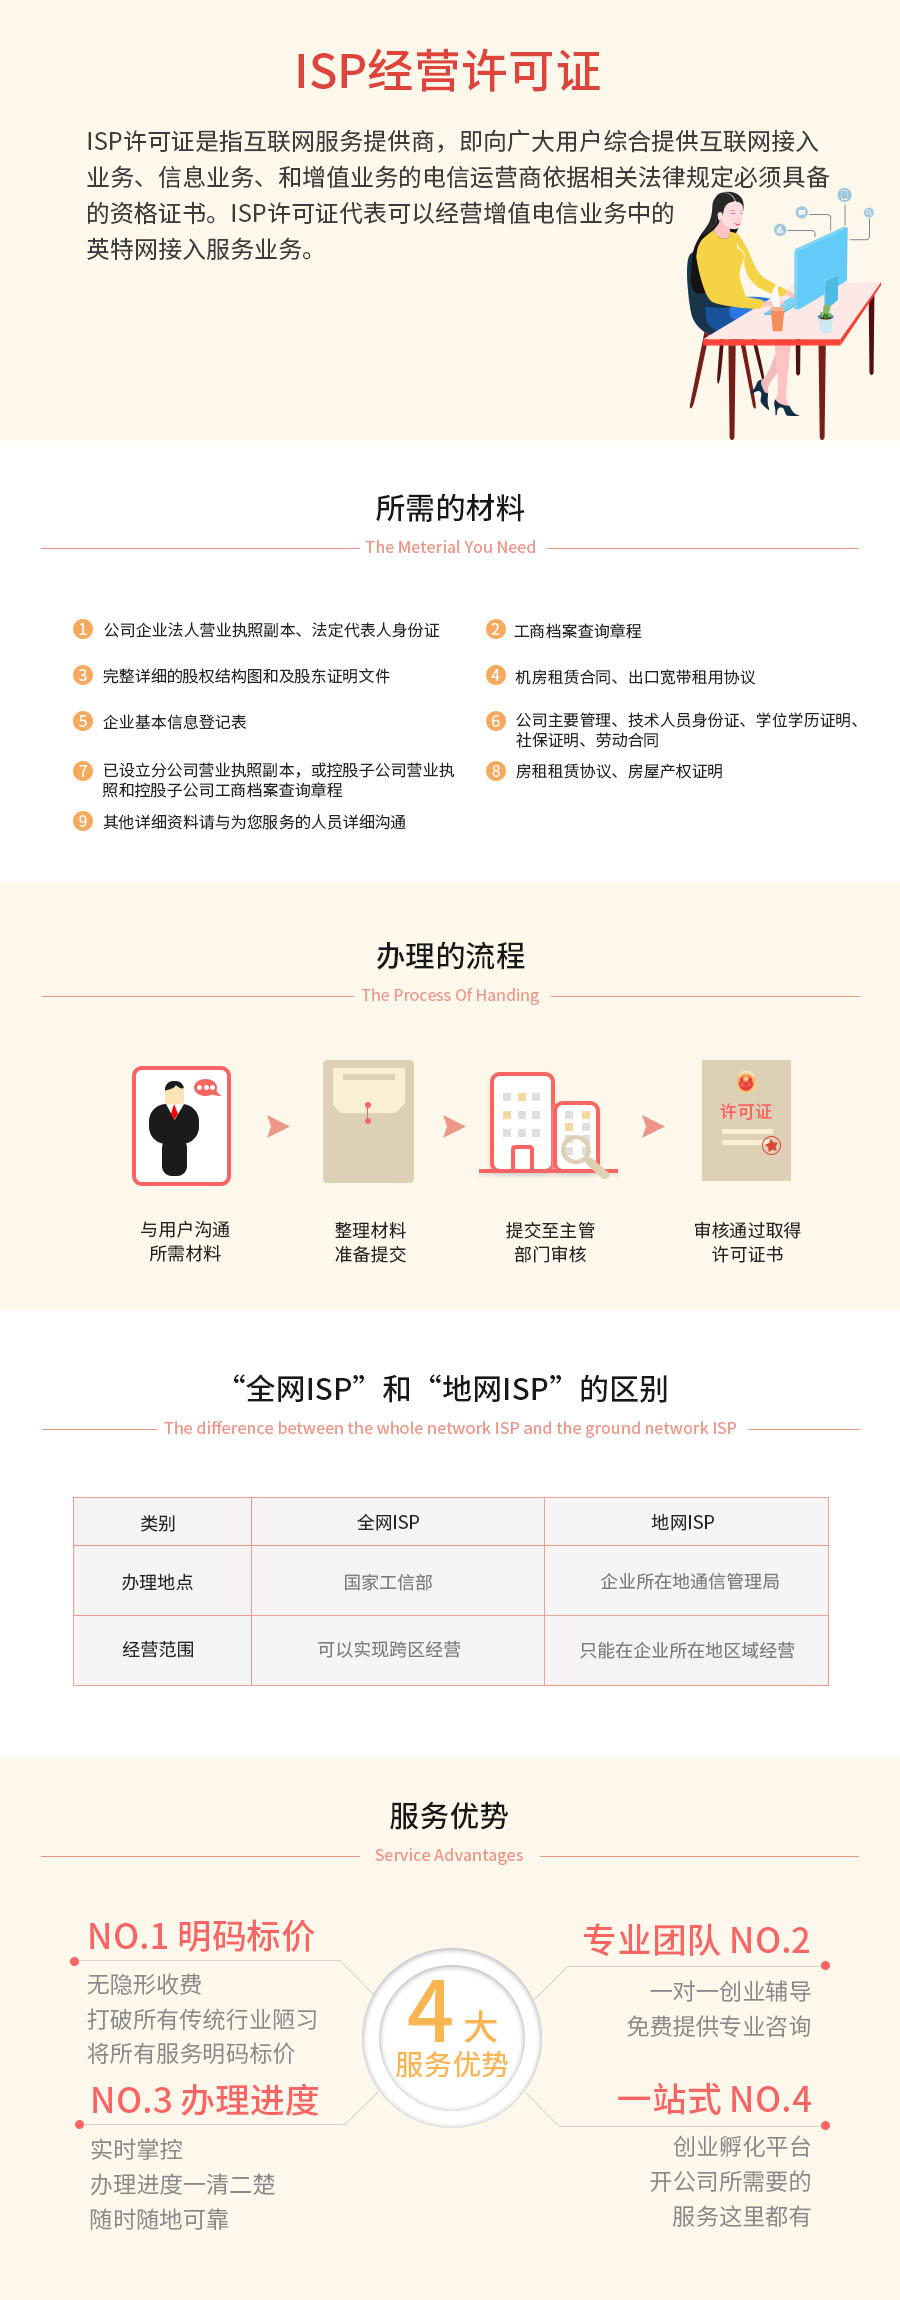 ISP经营许可证
ISP许可证是指互联网服务提供商，即向广大用户综合提供互联网接入
业务、信息业务、和增值业务的电信运营商依据相关法律规定必须具备
的资格证书。ISP许可证代表可以经营增值电信业务中的
英特网接入服务业务。
所需的材料
The Meterial You Need
1 公司企业法人营业执照副本、法定代表人身份证
2 工商档案查询章程
3 完整详细的股权结构图和及股东证明文件
4 机房租赁合同、出口宽带租用协议
5 企业基本信息登记表
6 公司主要管理、技术人员身份证、学位学历证明、
社保证明、劳动合同
7 已设立分公司营业执照副本，或控股子公司营业执
照和控股子公司工商档案查询章程
8 房租租赁协议、房屋产权证明
9 其他详细资料请与为您服务的人员详细沟通
办理的流程
The Process Of Handing
许可证
与用户沟通
所需材料
整理材料
准备提交
提交至主管
部门审核
审核通过取得
许可证书
“全网ISP”和“地网ISP”的区别
The difference between the whole network ISP and the ground network ISP
类别 全网ISP 地网ISP
办理地点 国家工信部 企业所在地通信管理局
经营范围 可以实现跨区经营 只能在企业所在地区域经营
服务优势
Service Advantages
NO.1 明码标价
无隐形收费
打破所有传统行业陋习
将所有服务明码标价
专业团队 NO.2
一对一创业辅导
免费提供专业咨询
4 大
服务优势
NO.3 办理进度
实时掌控
办理进度一清二楚
随时随地可靠
一站式 NO.4
创业孵化平台
开公司所需要的
服务这里都有